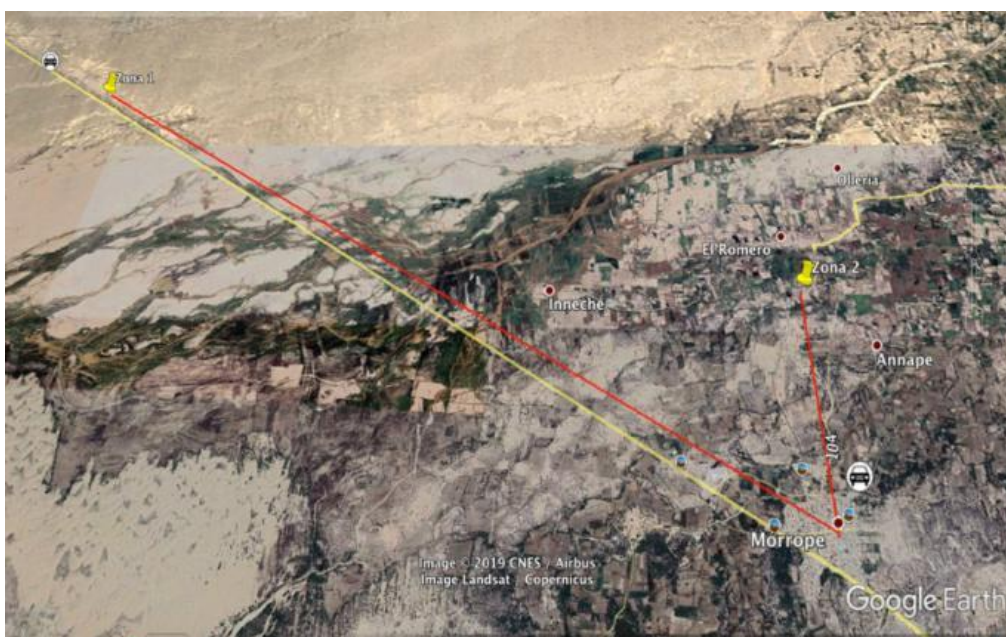 Zona 1
Olleria
El Romero
Zona 2
Inneche
Annape
104
Morrope
Image © 2019 CNES / Airbus
Image Landsat / Copernicus
Google Earth